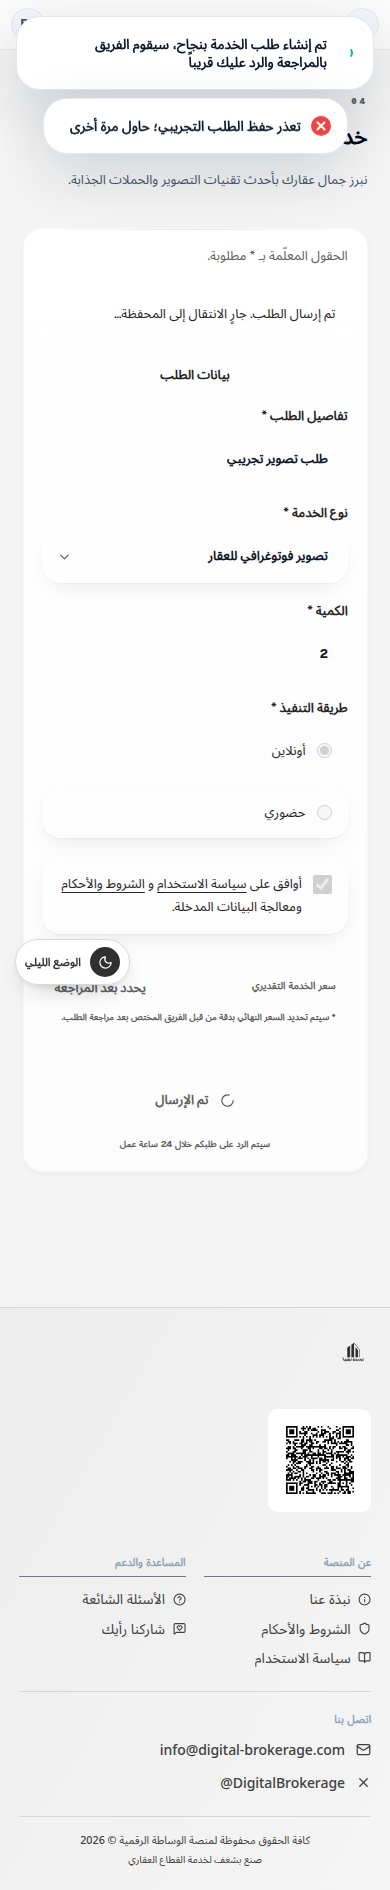 تم إنشاء طلب الخدمة بنجاح، سيقوم الفريق
بالمراجعة والرد عليك قريباً
04
تعذر حفظ الطلب التجريبي؛ حاول مرة أخرى
نبرز جمال عقارك بأحدث تقنيات التصوير والحملات الجذابة.
الحقول المعلّمة بـ * مطلوبة.
تم إرسال الطلب. جارٍ الانتقال إلى المحفظة...
بيانات الطلب
تفاصيل الطلب *
طلب تصوير تجريبي
نوع الخدمة *
تصوير فوتوغرافي للعقار
الكمية *
2
طريقة التنفيذ *
أونلاين
حضوري
أوافق على سياسة الاستخدام و الشروط والأحكام
ومعالجة البيانات المدخلة.
الوضع الليلي
سعر الخدمة التقديري
يحدد بعد المراجعة
* سيتم تحديد السعر النهائي بدقة من قبل الفريق المختص بعد مراجعة الطلب.
تم الإرسال
سيتم الرد على طلبكم خلال 24 ساعة عمل
عن المنصة
نبذة عنا
الشروط والأحكام
سياسة الاستخدام
المساعدة والدعم
الأسئلة الشائعة
شاركنا رأيك
اتصل بنا
info@digital-brokerage.com
@DigitalBrokerage
كافة الحقوق محفوظة لمنصة الوساطة الرقمية © 2026
صنع بشغف لخدمة القطاع العقاري